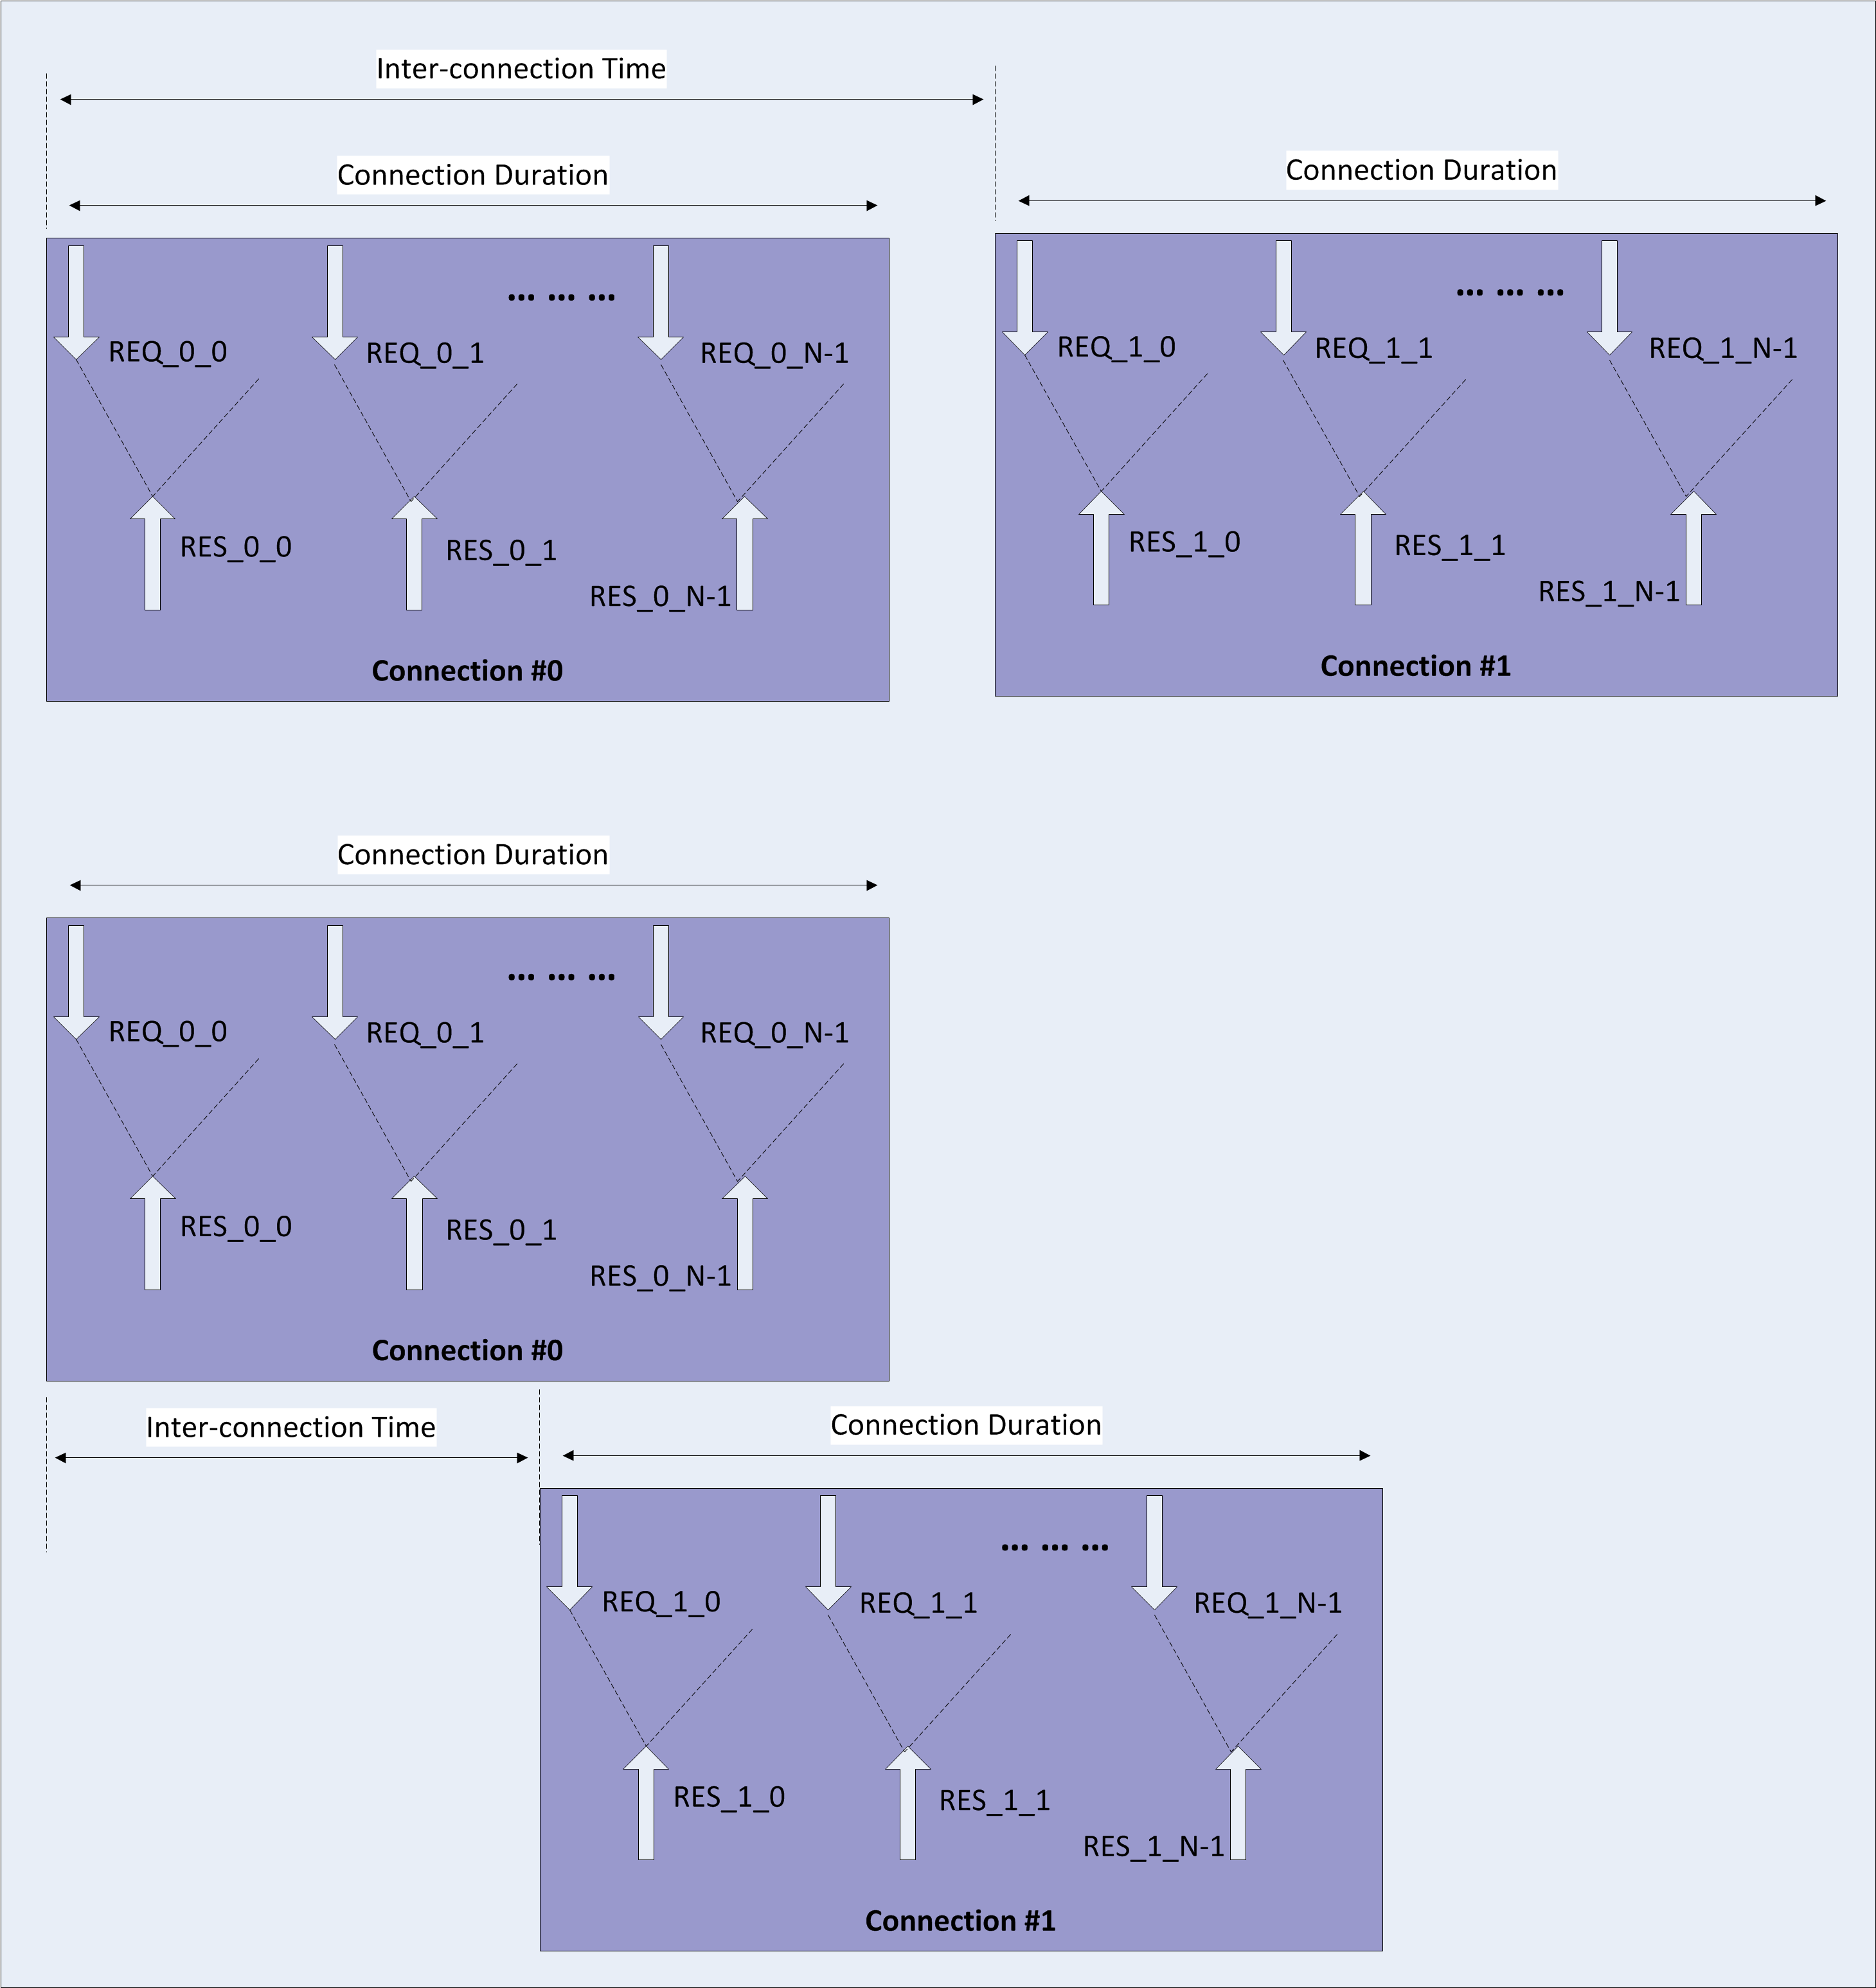 Inter-connection Time
Connection Duration
Connection Duration
... ... ...
... ... ...
REQ_0_0
REQ_0_1
REQ_0_N-1
REQ_1_0
REQ_1_1
REQ_1_N-1
RES_0_0
RES_0_1
RES_0_N-1
RES_1_0
RES_1_1
RES_1_N-1
Connection #0
Connection #1
Connection Duration
... ... ...
REQ_0_0
REQ_0_1
REQ_0_N-1
RES_0_0
RES_0_1
RES_0_N-1
Connection #0
Inter-connection Time
Connection Duration
... ... ...
REQ_1_0
REQ_1_1
REQ_1_N-1
RES_1_0
RES_1_1
RES_1_N-1
Connection #1